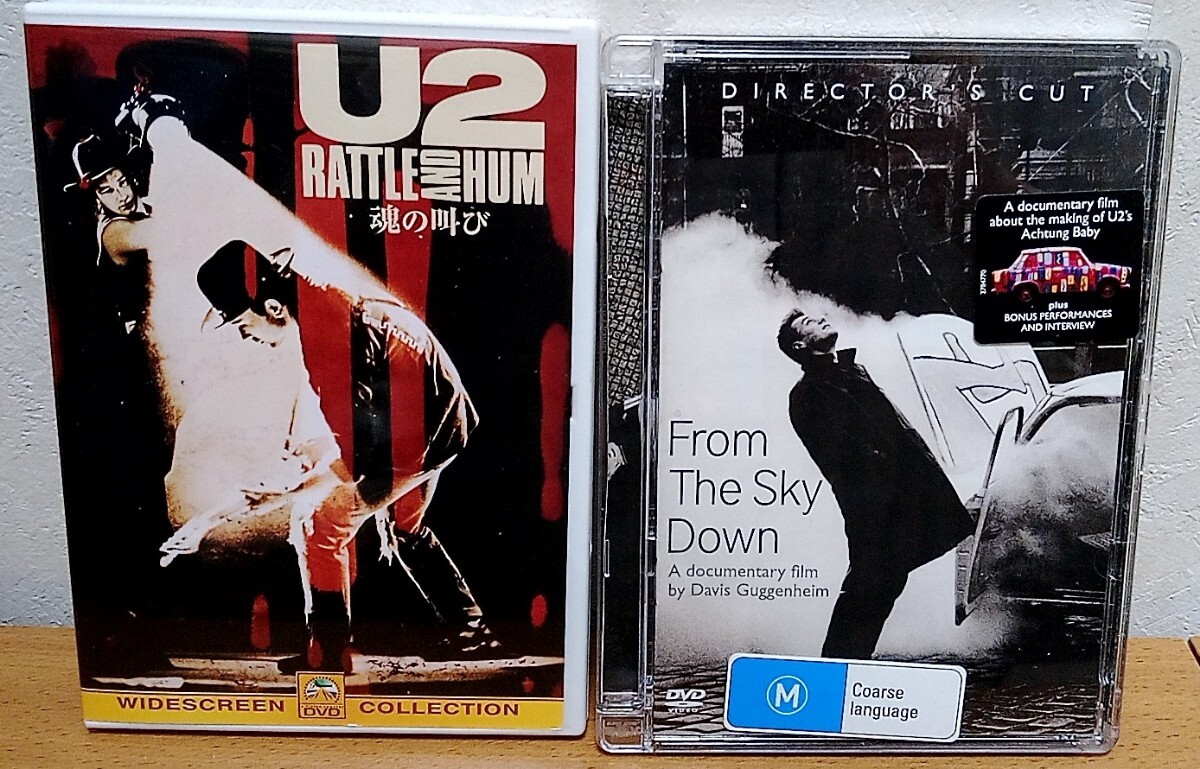 U2
RATTLE AND HUM
魂の叫び
WIDESCREEN DVD COLLECTION
DIRECTOR'S CUT
A documentary film
about the making of U2's
Achtung Baby
plus
BONUS PERFORMANCES
AND INTERVIEW
From
The Sky
Down
A documentary film
by Davis Guggenheim
DVD
VIDEO
M
Coarse
language